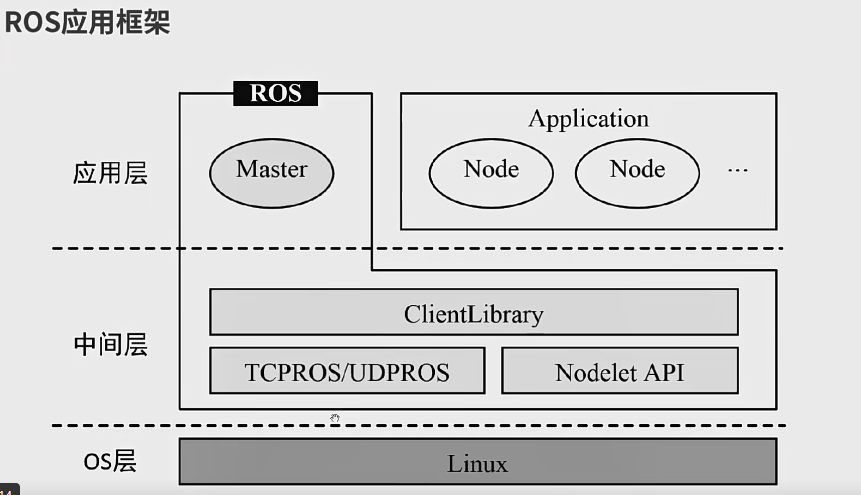 ROS应用框架
ROS
Application
应用层
Master
Node
Node
...
中间层
ClientLibrary
TCPROS/UDPROS
Nodelet API
OS层
Linux
14